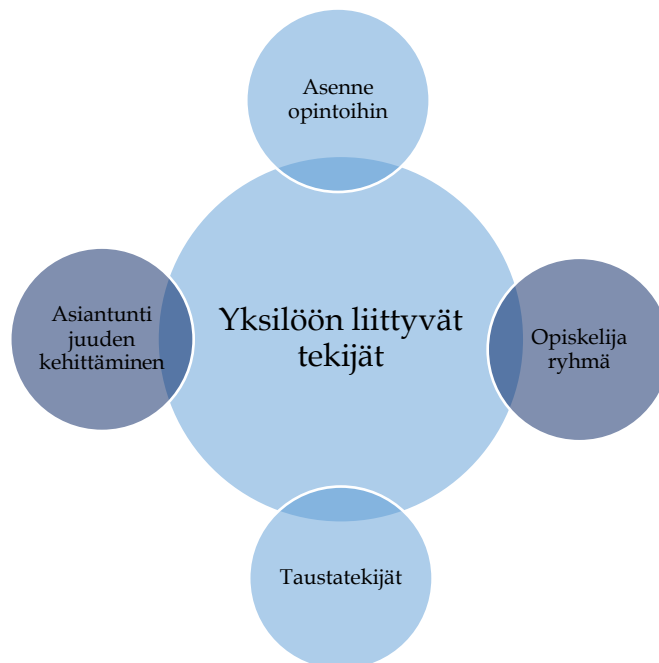 Asenne
opintoihin
Yksilöön liittyvät
tekijät
Asiantunti
juuden
kehittäminen
Opiskelija
ryhmä
Taustatekijät